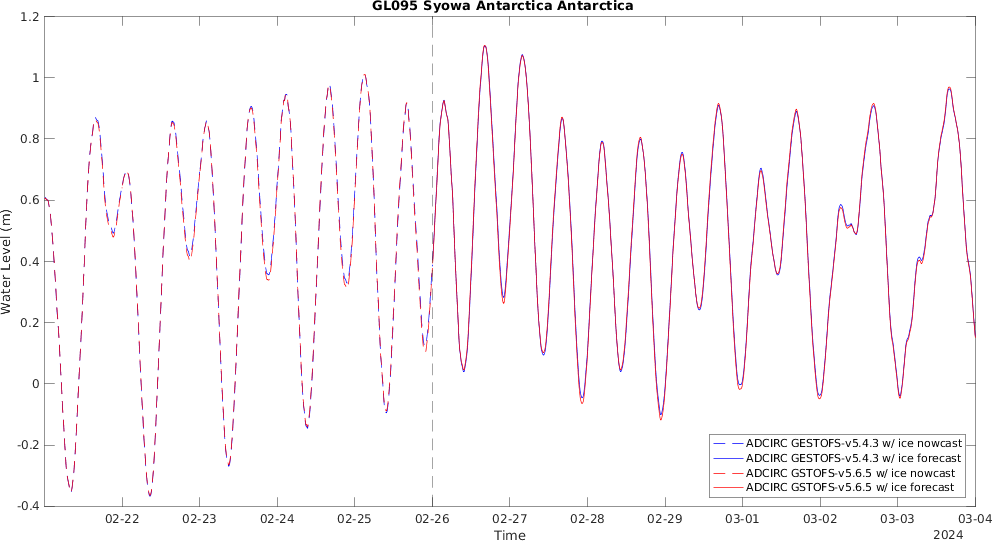 GL095 Syowa Antarctica Antarctica
1.2
1
0.8
0.6
0.4
0.2
0
-0.2
-0.4
Water Level (m)
ADCIRC GESTOFS-v5.4.3 w/ ice nowcast
ADCIRC GESTOFS-v5.4.3 w/ ice forecast
ADCIRC GSTOFS-v5.6.5 w/ ice nowcast
ADCIRC GSTOFS-v5.6.5 w/ ice forecast
02-22 02-23 02-24 02-25 02-26 02-27 02-28 02-29 03-01 03-02 03-03 03-04
Time
2024